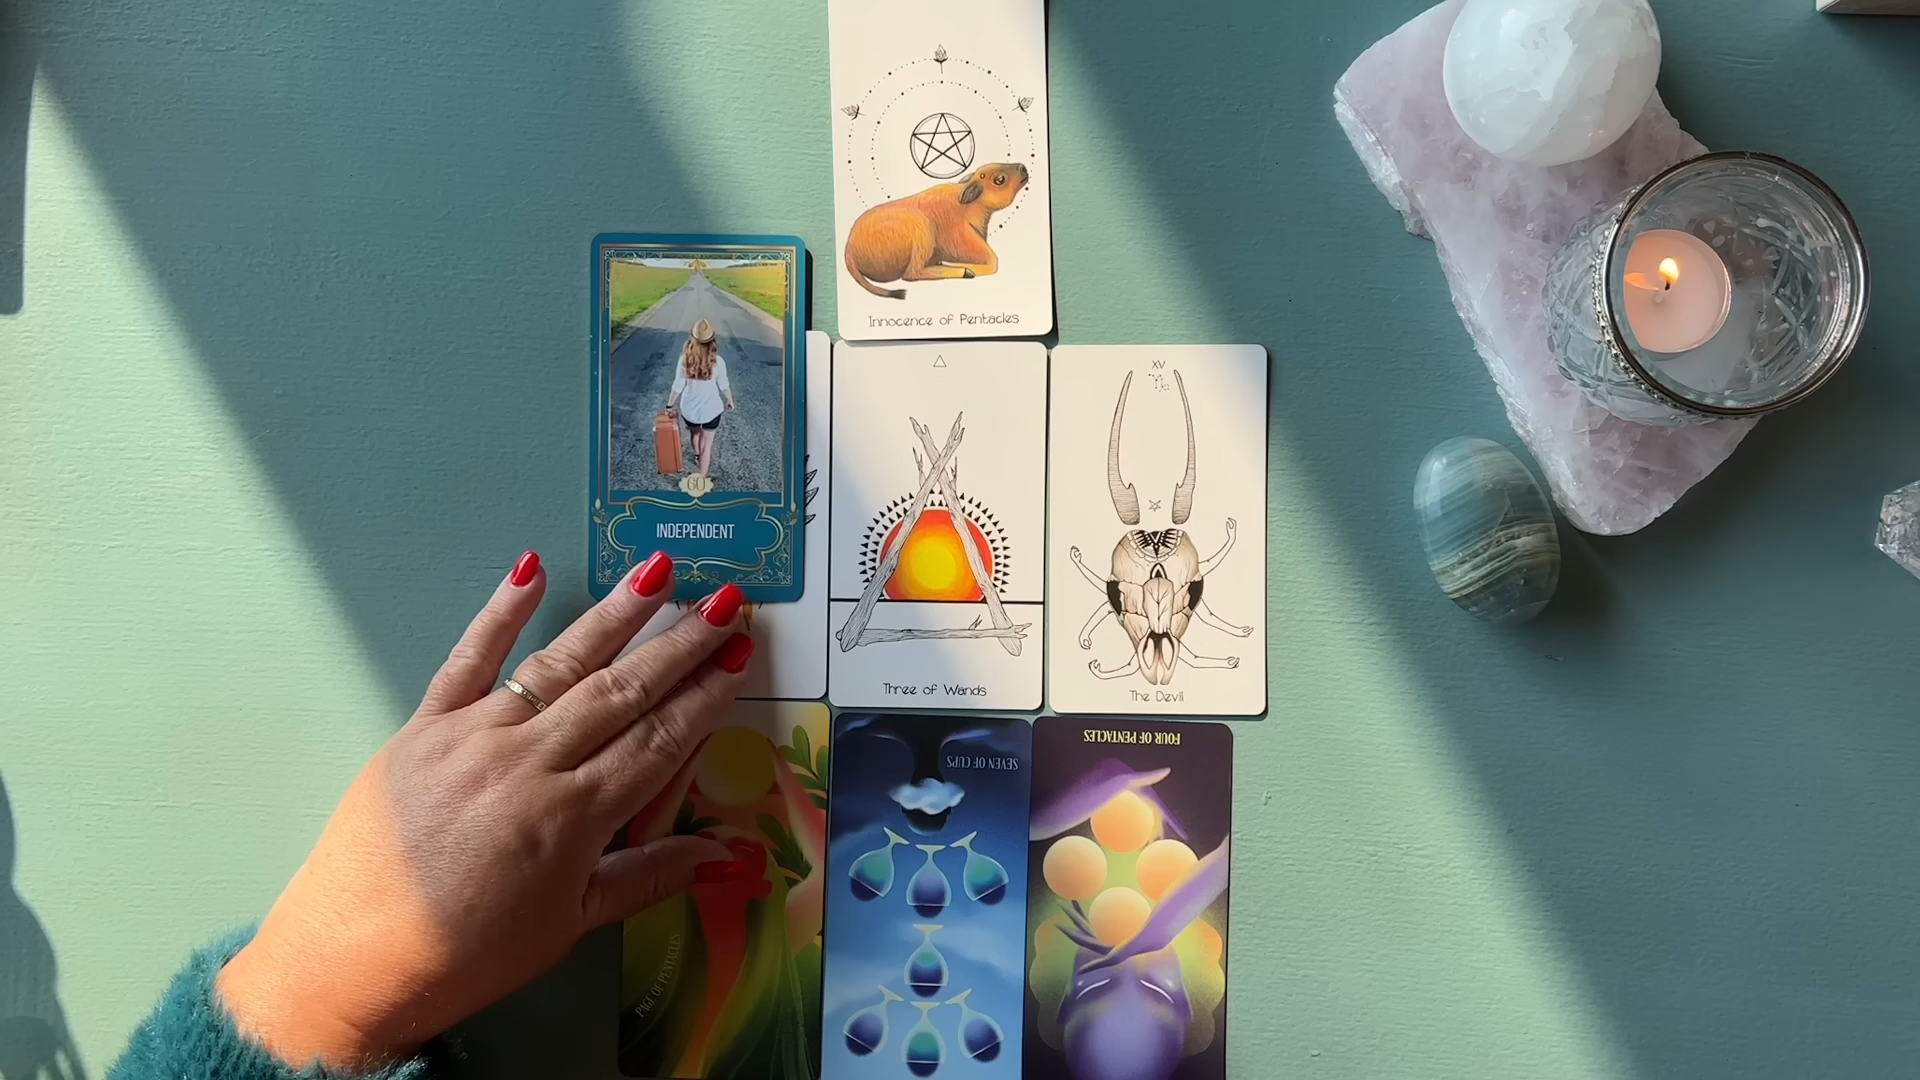 Innocence of Pentacles
GO
INDEPENDENT
Three of Wands
XV
The Devil
PAGE OF PENTACLES
SEVEN OF CUPS
FOUR OF PENTACLES